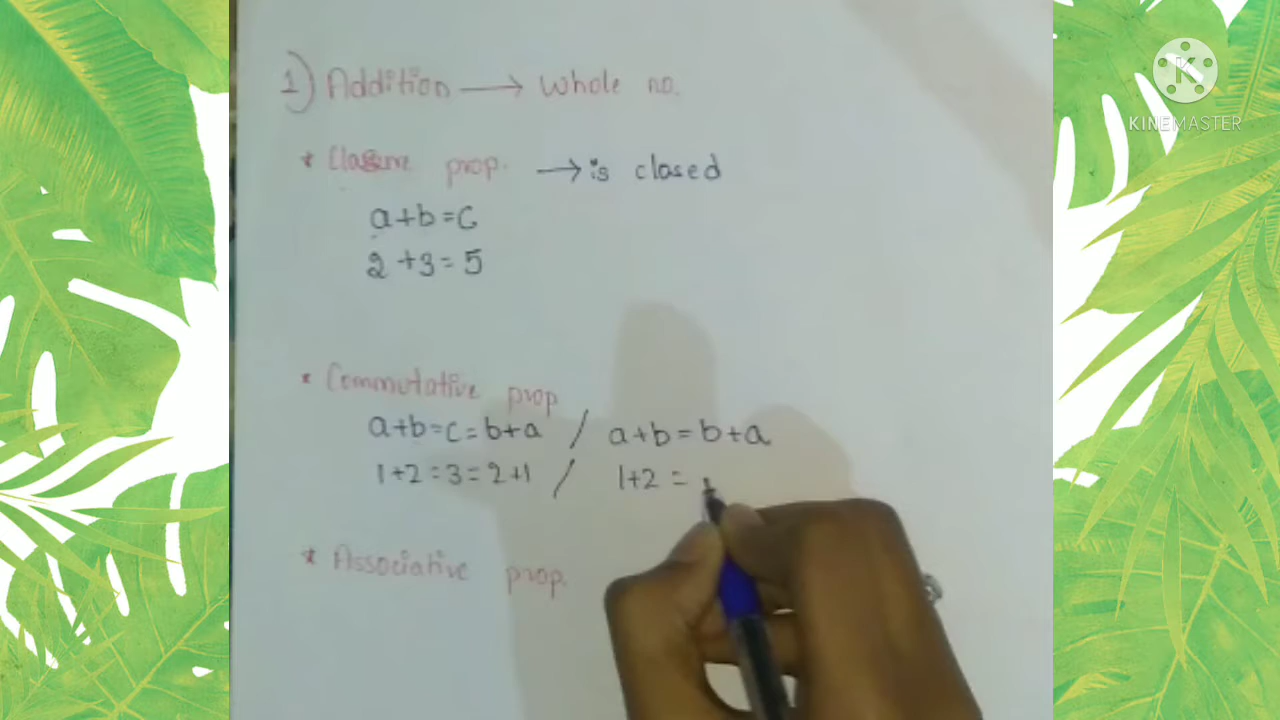 1) Addition → Whole no.
* Closure prop. → is closed
a+b=c
2+3=5
* Commutative prop
a+b=c=b+a / a+b=b+a
1+2=3=2+1 / 1+2=
* Associative prop.
KINEMASTER